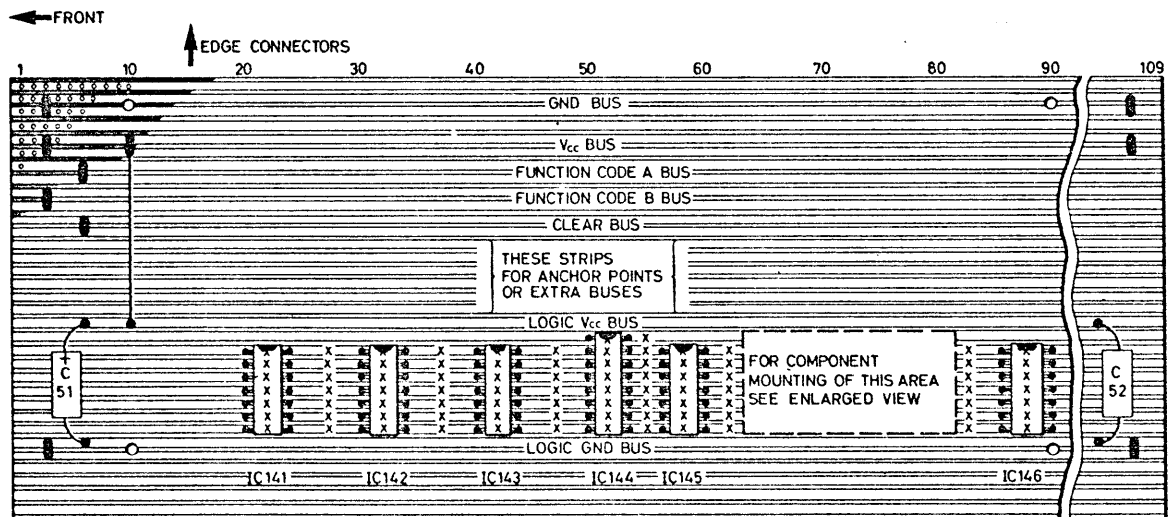 FRONT
EDGE CONNECTORS
1 10 20 30 40 50 60 70 80 90 109
GND BUS
Vcc BUS
FUNCTION CODE A BUS
FUNCTION CODE B BUS
CLEAR BUS
THESE STRIPS
FOR ANCHOR POINTS
OR EXTRA BUSES
LOGIC Vcc BUS
+
C
51
FOR COMPONENT
MOUNTING OF THIS AREA
SEE ENLARGED VIEW
C
52
LOGIC GND BUS
IC141 IC142 IC143 IC144 IC145 IC146